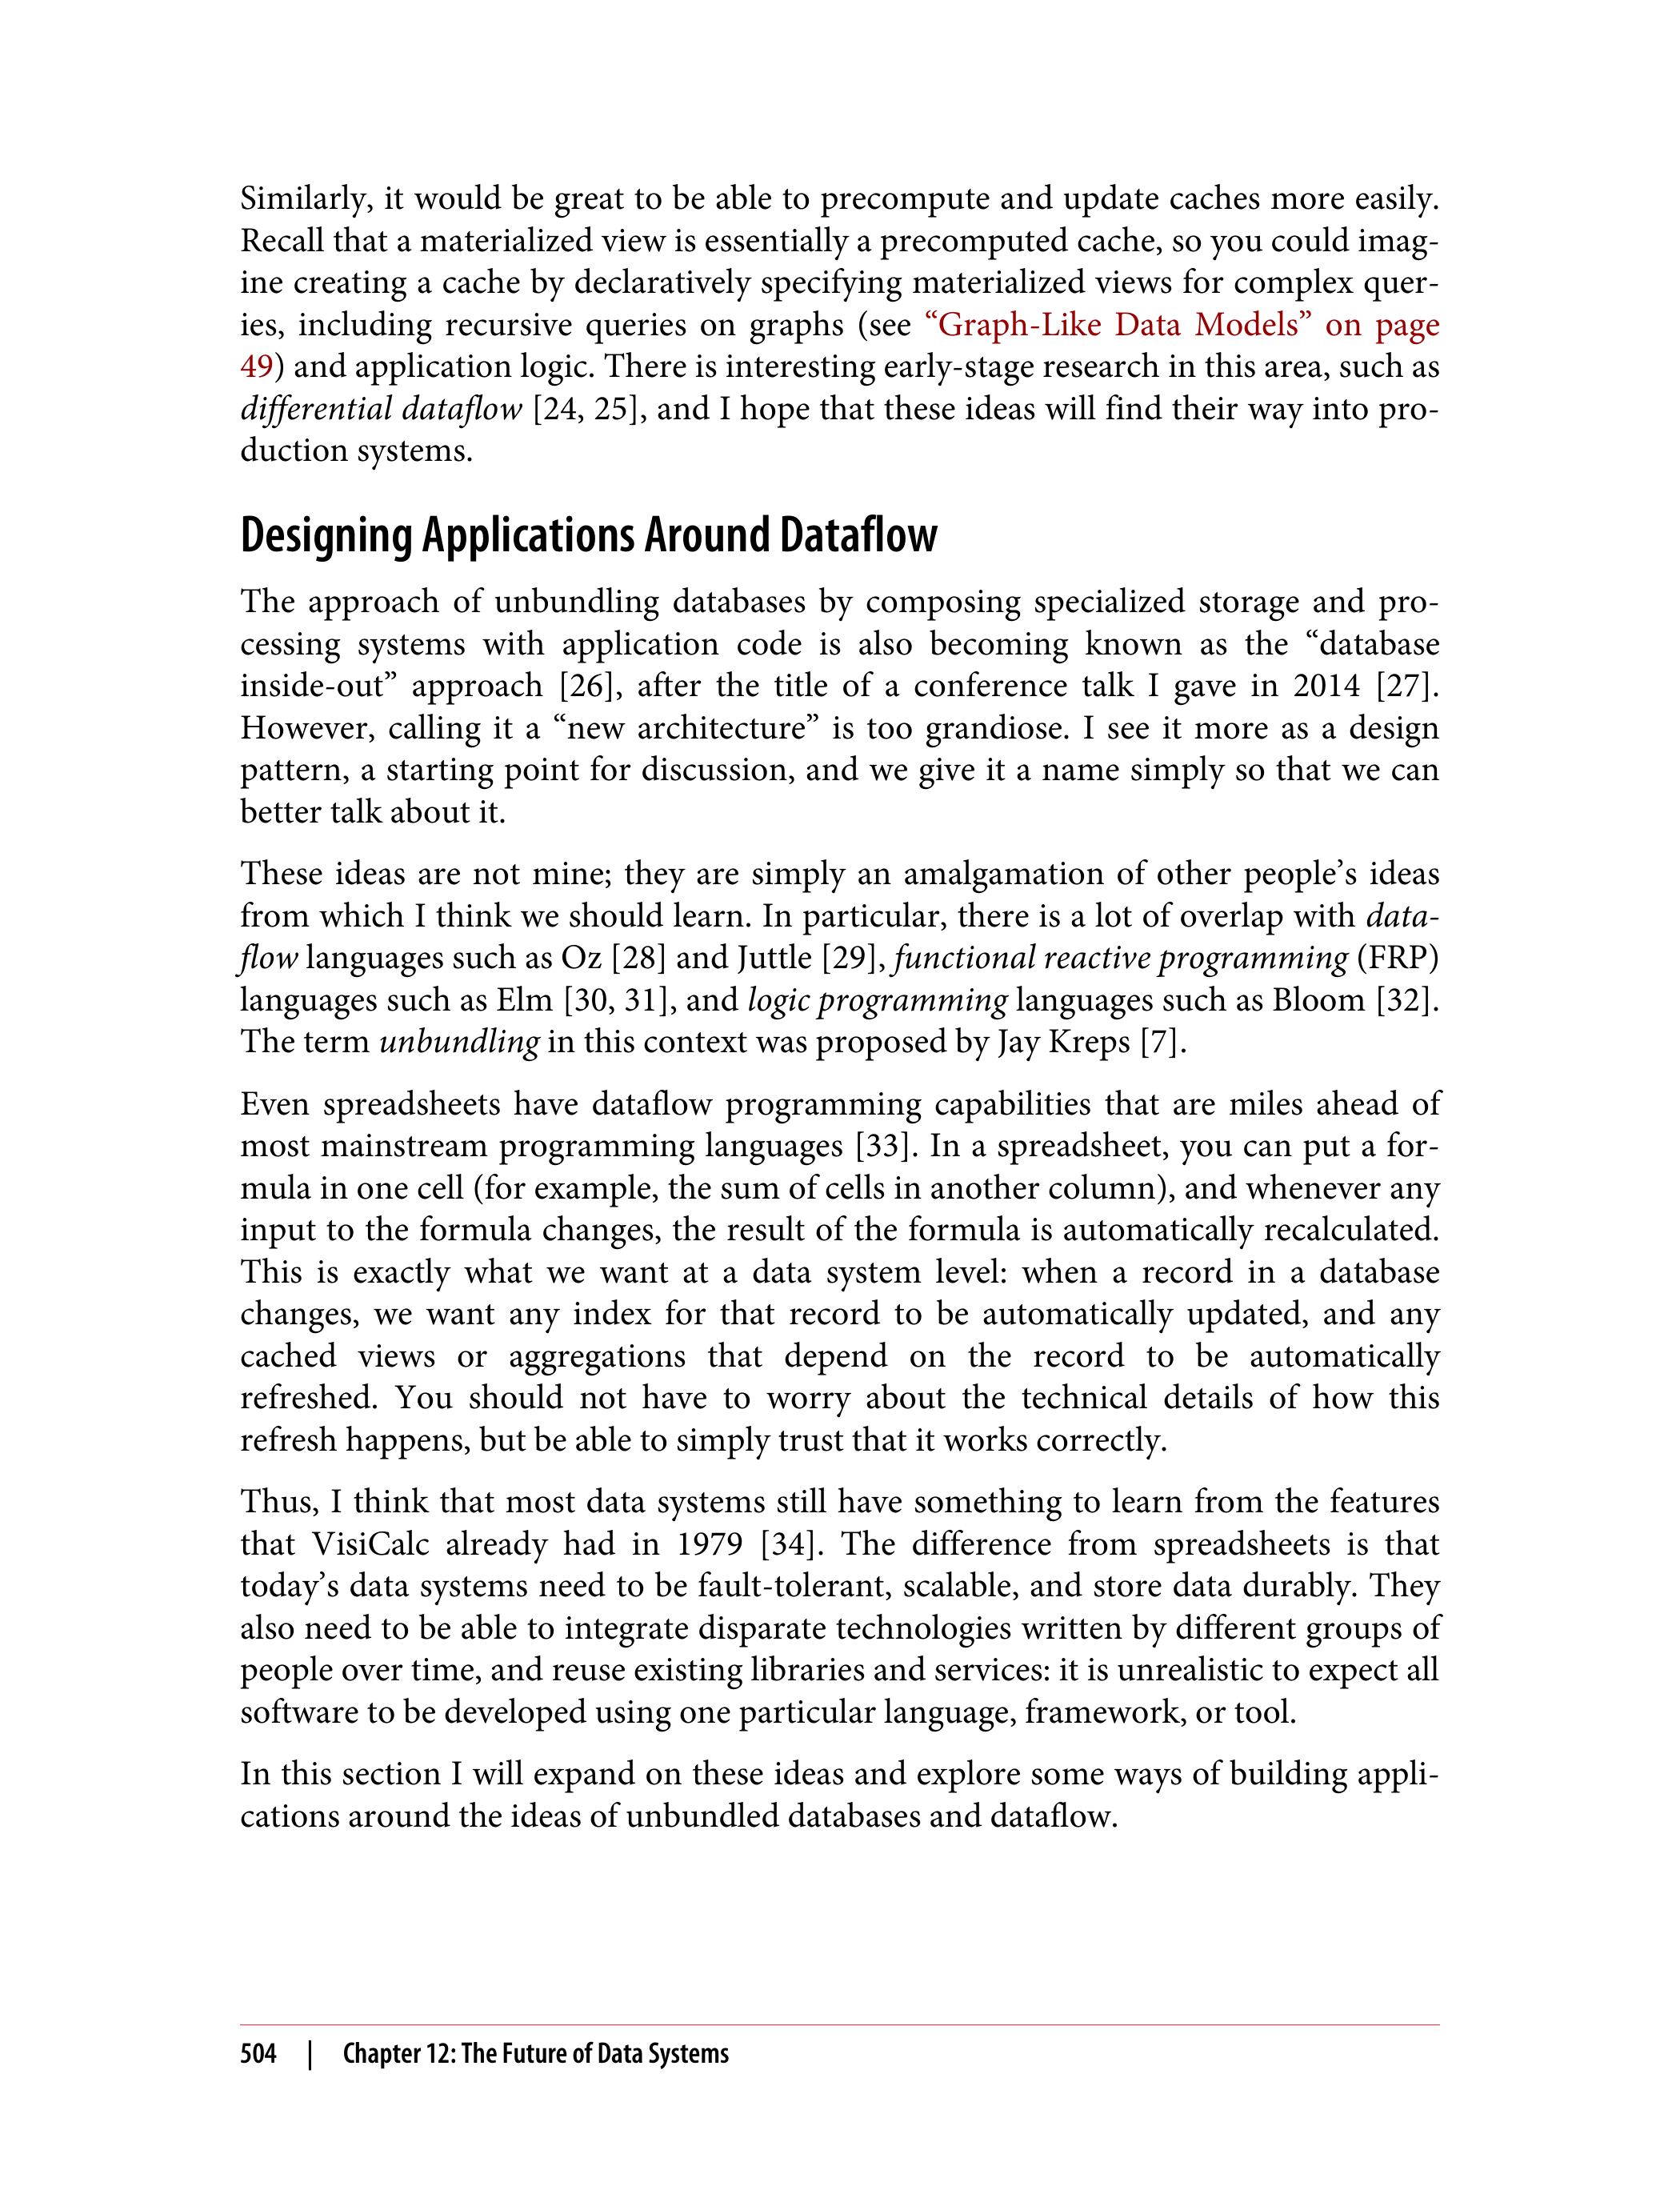 Similarly, it would be great to be able to precompute and update caches more easily.
Recall that a materialized view is essentially a precomputed cache, so you could imag-
ine creating a cache by declaratively specifying materialized views for complex quer-
ies, including recursive queries on graphs (see “Graph-Like Data Models” on page
49) and application logic. There is interesting early-stage research in this area, such as
differential dataflow [24, 25], and I hope that these ideas will find their way into pro-
duction systems.
Designing Applications Around Dataflow
The approach of unbundling databases by composing specialized storage and pro-
cessing systems with application code is also becoming known as the “database
inside-out” approach [26], after the title of a conference talk I gave in 2014 [27].
However, calling it a “new architecture” is too grandiose. I see it more as a design
pattern, a starting point for discussion, and we give it a name simply so that we can
better talk about it.
These ideas are not mine; they are simply an amalgamation of other people’s ideas
from which I think we should learn. In particular, there is a lot of overlap with data-
flow languages such as Oz [28] and Juttle [29], functional reactive programming (FRP)
languages such as Elm [30, 31], and logic programming languages such as Bloom [32].
The term unbundling in this context was proposed by Jay Kreps [7].
Even spreadsheets have dataflow programming capabilities that are miles ahead of
most mainstream programming languages [33]. In a spreadsheet, you can put a for-
mula in one cell (for example, the sum of cells in another column), and whenever any
input to the formula changes, the result of the formula is automatically recalculated.
This is exactly what we want at a data system level: when a record in a database
changes, we want any index for that record to be automatically updated, and any
cached views or aggregations that depend on the record to be automatically
refreshed. You should not have to worry about the technical details of how this
refresh happens, but be able to simply trust that it works correctly.
Thus, I think that most data systems still have something to learn from the features
that VisiCalc already had in 1979 [34]. The difference from spreadsheets is that
today’s data systems need to be fault-tolerant, scalable, and store data durably. They
also need to be able to integrate disparate technologies written by different groups of
people over time, and reuse existing libraries and services: it is unrealistic to expect all
software to be developed using one particular language, framework, or tool.
In this section I will expand on these ideas and explore some ways of building appli-
cations around the ideas of unbundled databases and dataflow.
504 | Chapter 12: The Future of Data Systems